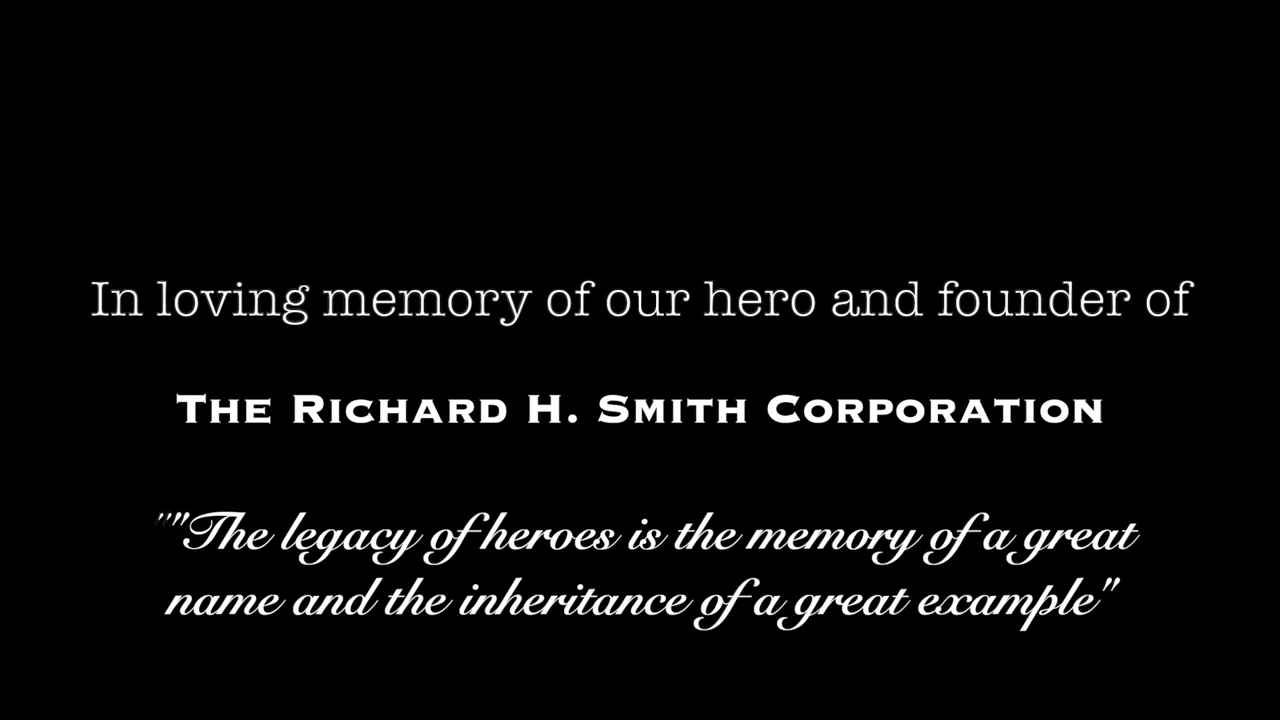 In loving memory of our hero and founder of
The Richard H. Smith Corporation
""The legacy of heroes is the memory of a great
name and the inheritance of a great example"